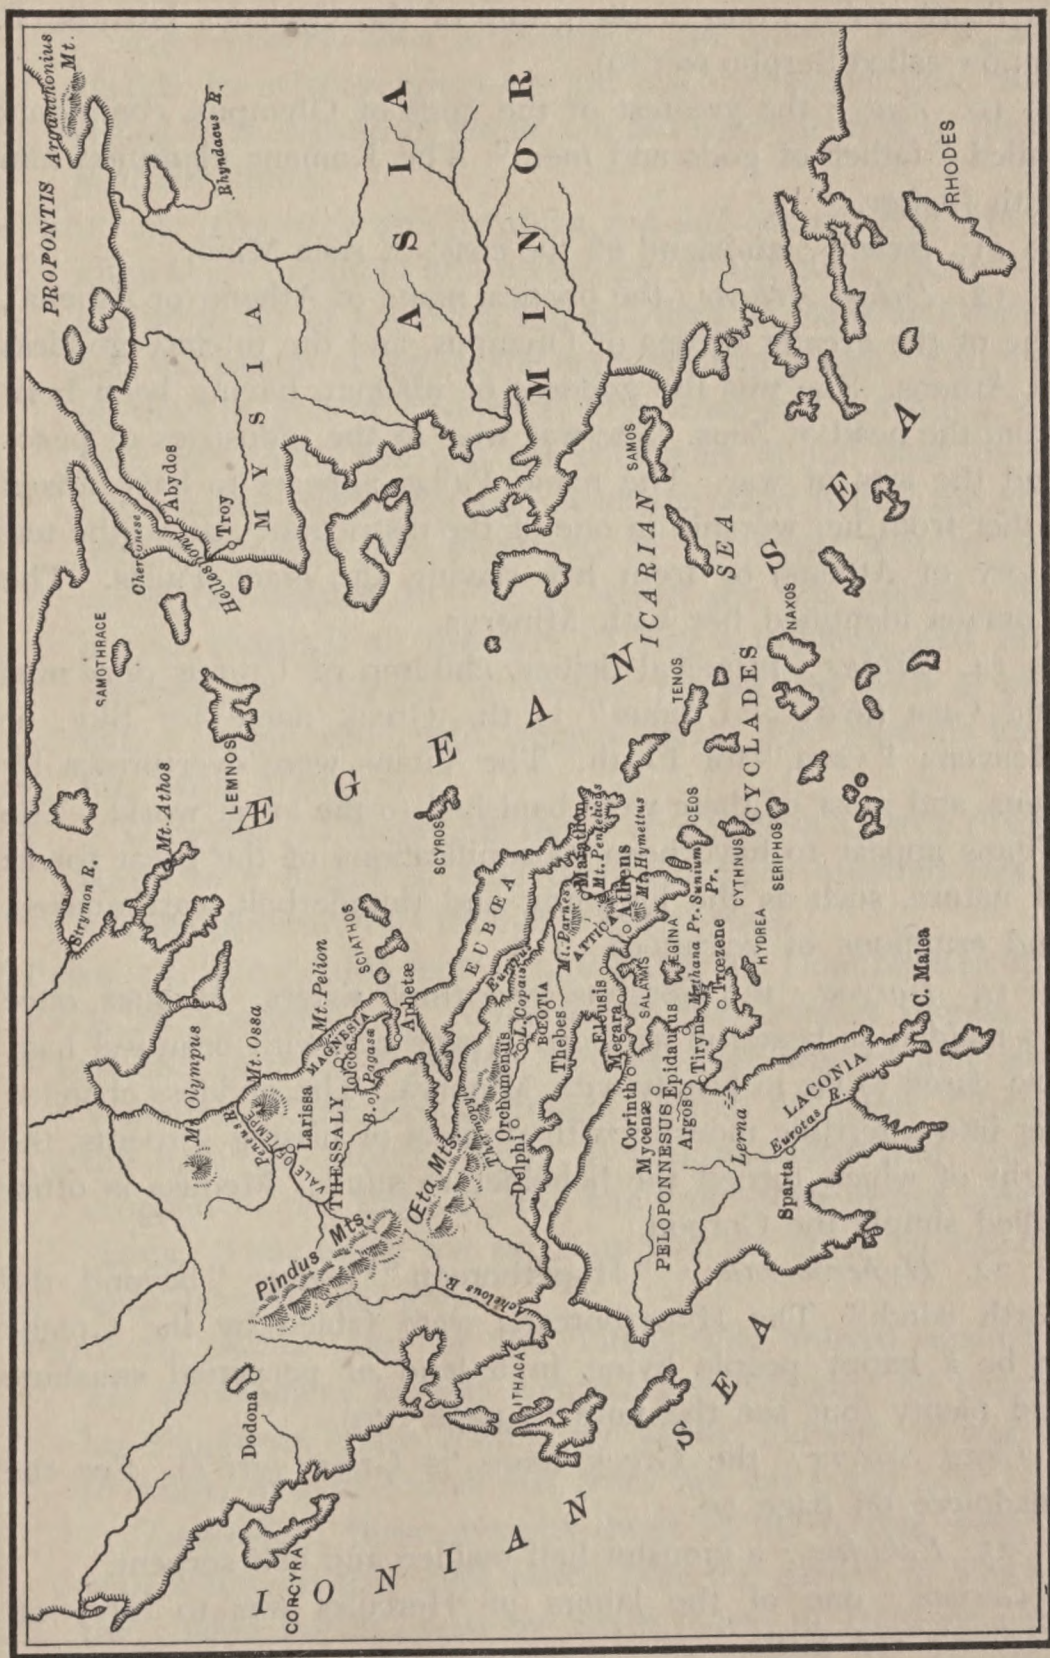 Arganthonius
Mt.
PROPONTIS
Rhyndacus R.
ASIA
MINOR
MYSIA
Chersonese
Abydos
Hellespont
Troy
SAMOTHRACE
LEMNOS
Strymon R.
Mt. Athos
ÆGEAN
SEA
ICARIAN
SEA
SAMOS
RHODES
TENOS
NAXOS
CYCLADES
SCYROS
SCIATHOS
Mt. Olympus
Mt. Ossa
Mt. Pelion
Peneus R.
VALE OF TEMPE
Larissa
MAGNESIA
Iolcos
B. of Pagasa
Aphetæ
THESSALY
Pindus Mts.
Œta Mts.
EUBŒA
Euripus
Orchomenus
L. Copais
BŒOTIA
Thebes
Delphi
Mt. Parnes
Marathon
Mt. Pentelicus
ATTICA
Athens
Mt. Hymettus
Eleusis
Megara
SALAMIS
ÆGINA
Sunium
Pr.
CEOS
CYTHNUS
SERIPHOS
HYDREA
Methana Pr.
Trœzene
Corinth
Mycenæ
Epidaurus
Tiryns
Argos
PELOPONNESUS
Lerna
LACONIA
Eurotas R.
Sparta
C. Malea
Achelous R.
ITHACA
Dodona
CORCYRA
IONIAN
SEA